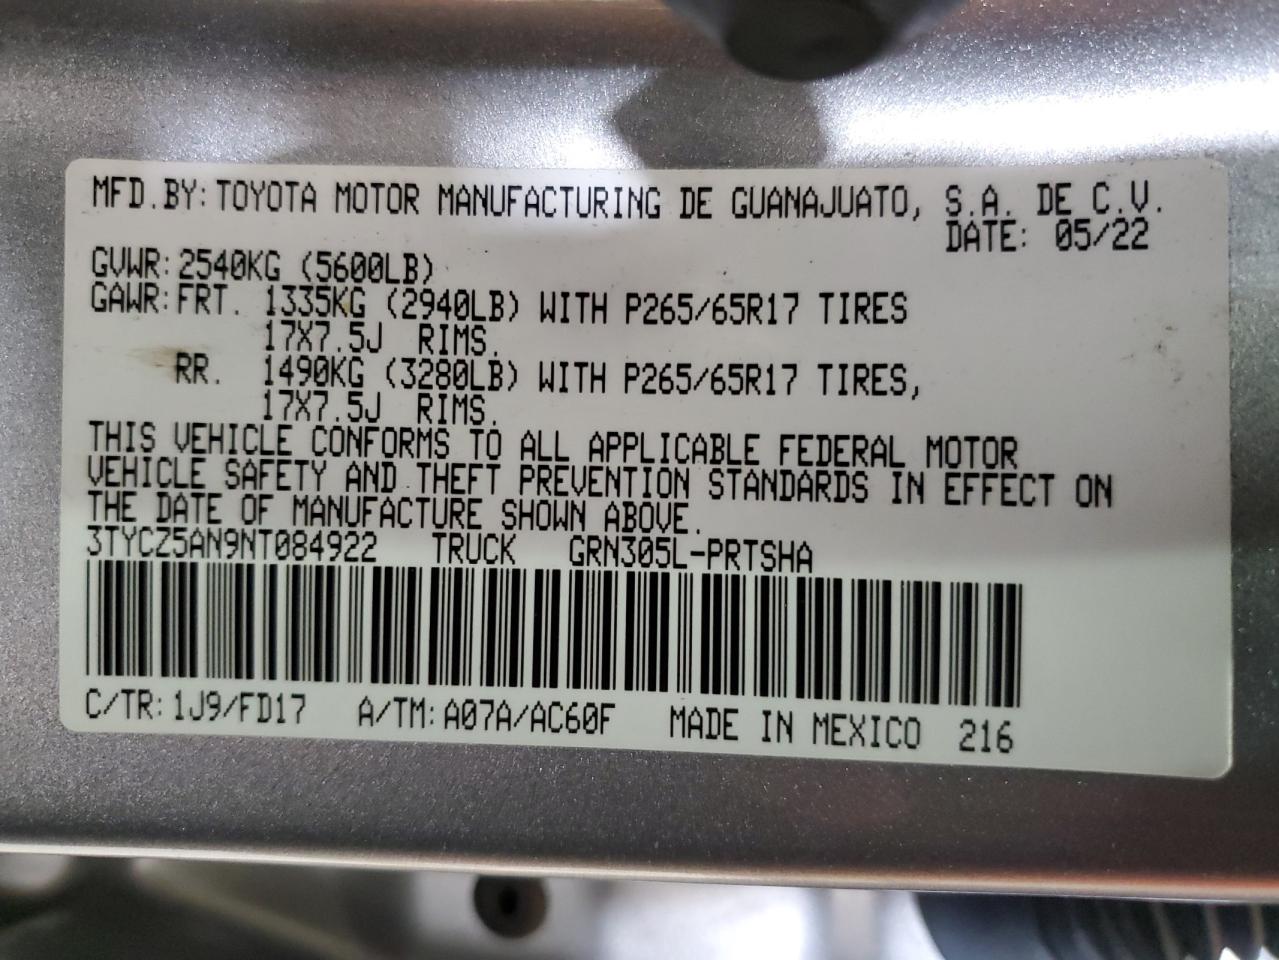 MFD.BY: TOYOTA MOTOR MANUFACTURING DE GUANAJUATO, S.A. DE C.V.
DATE: 05/22
GVWR: 2540KG (5600LB)
GAWR: FRT. 1335KG (2940LB) WITH P265/65R17 TIRES
17X7.5J RIMS.
RR. 1490KG (3280LB) WITH P265/65R17 TIRES,
17X7.5J RIMS.
THIS VEHICLE CONFORMS TO ALL APPLICABLE FEDERAL MOTOR
VEHICLE SAFETY AND THEFT PREVENTION STANDARDS IN EFFECT ON
THE DATE OF MANUFACTURE SHOWN ABOVE.
3TYCZ5AN9NT084922 TRUCK GRN305L-PRTSHA
C/TR: 1J9/FD17 A/TM: A07A/AC60F MADE IN MEXICO 216